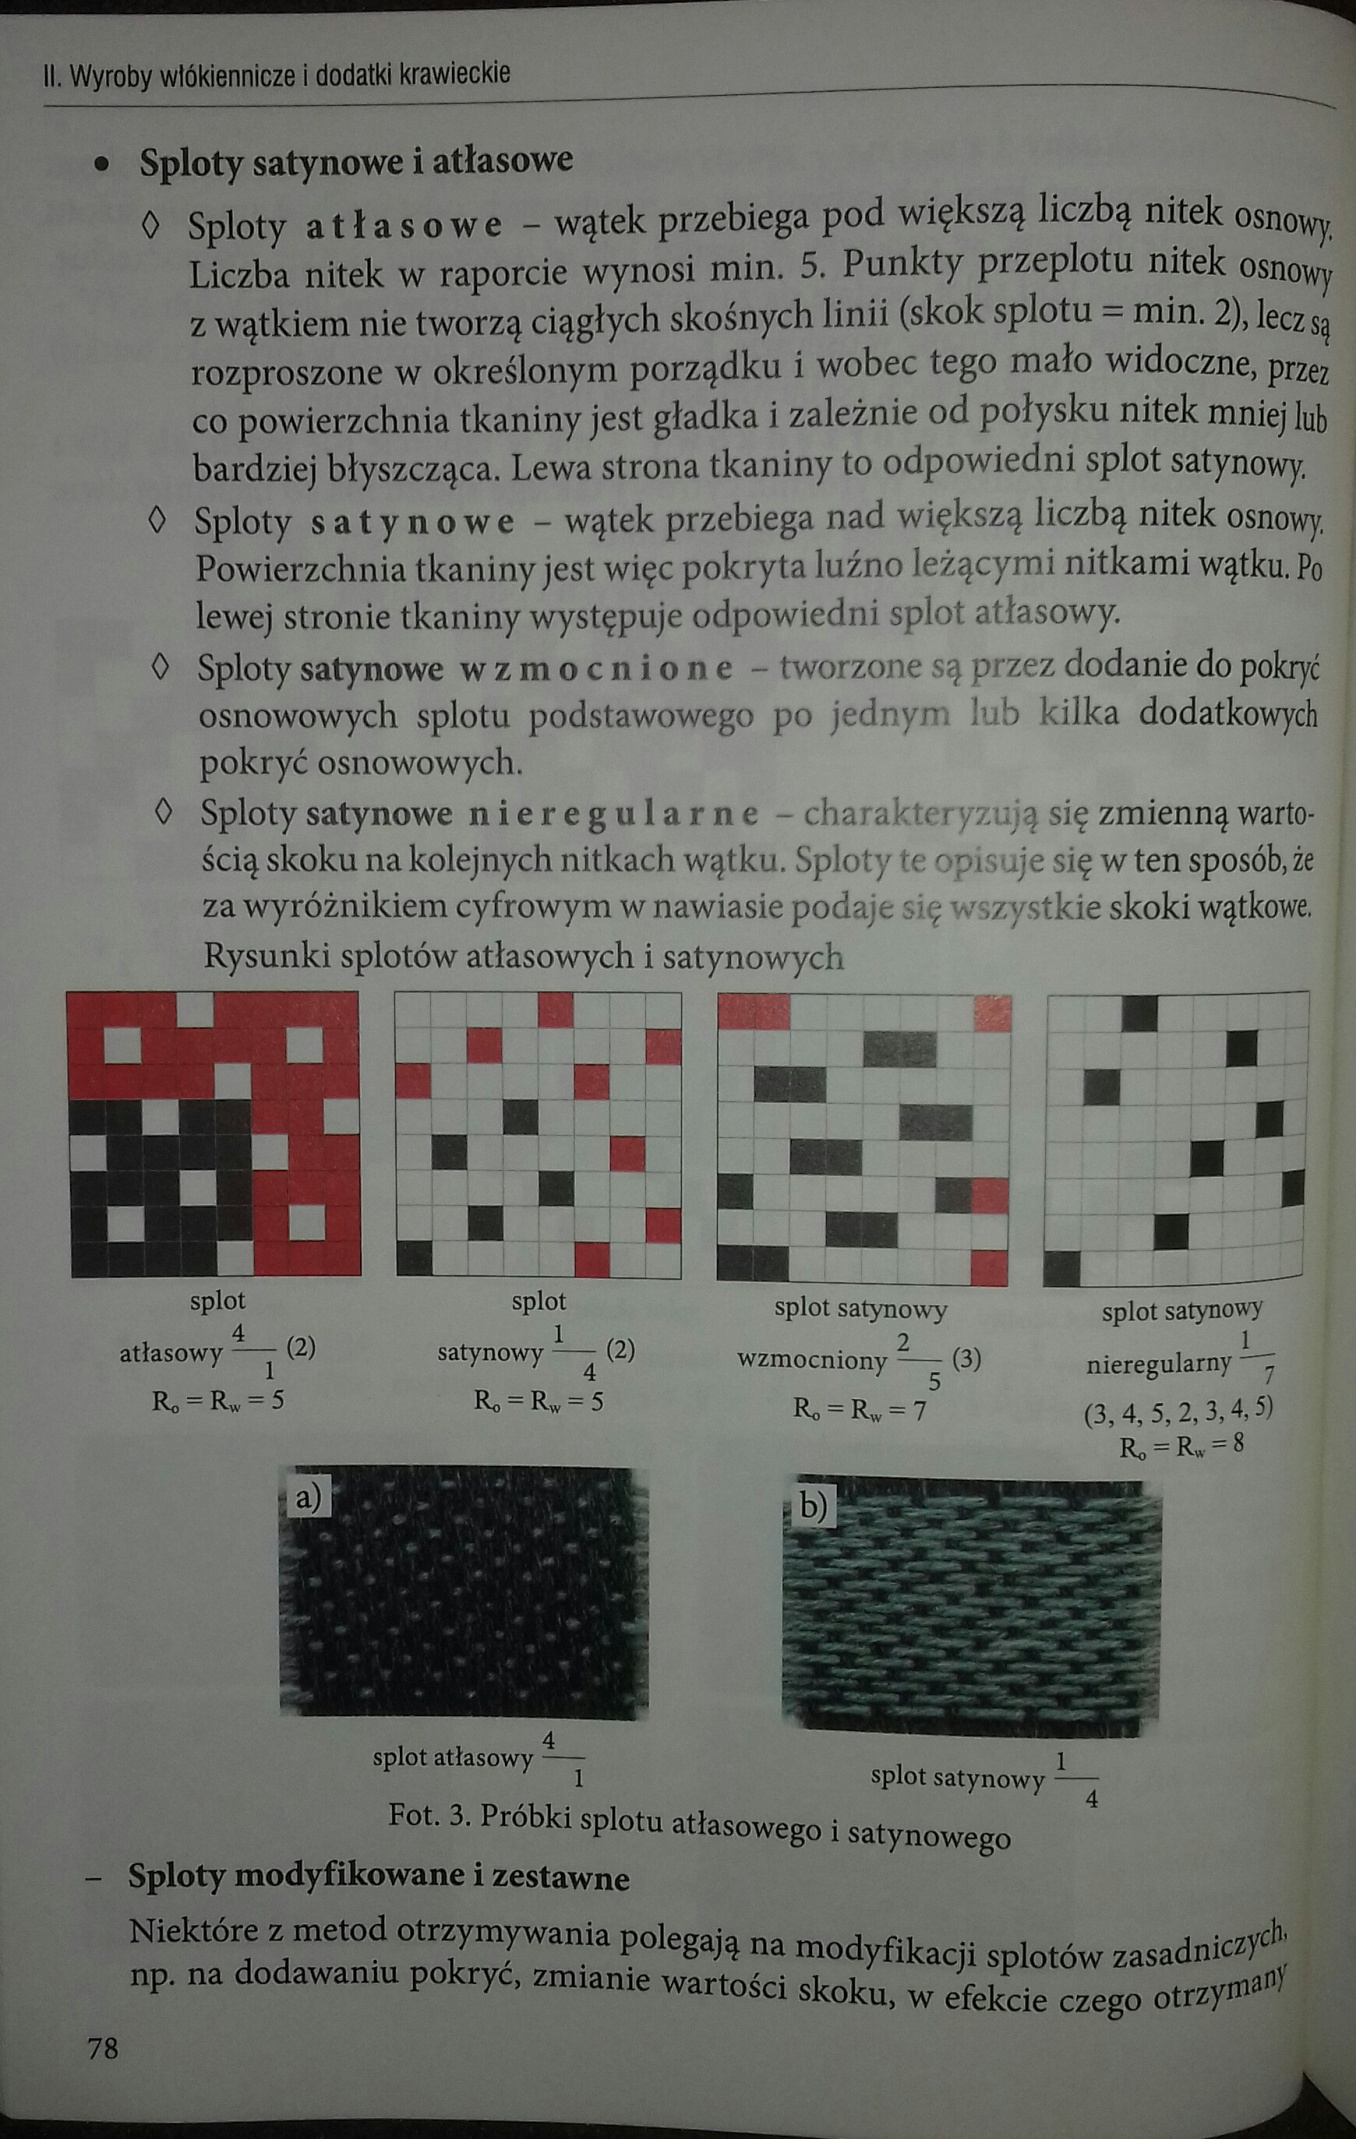 II. Wyroby włókiennicze i dodatki krawieckie
• Sploty satynowe i atłasowe
◊ Sploty atłasowe – wątek przebiega pod większą liczbą nitek osnowy.
Liczba nitek w raporcie wynosi min. 5. Punkty przeplotu nitek osnowy
z wątkiem nie tworzą ciągłych skośnych linii (skok splotu = min. 2), lecz są
rozproszone w określonym porządku i wobec tego mało widoczne, przez
co powierzchnia tkaniny jest gładka i zależnie od połysku nitek mniej lub
bardziej błyszcząca. Lewa strona tkaniny to odpowiedni splot satynowy.
◊ Sploty satynowe – wątek przebiega nad większą liczbą nitek osnowy.
Powierzchnia tkaniny jest więc pokryta luźno leżącymi nitkami wątku. Po
lewej stronie tkaniny występuje odpowiedni splot atłasowy.
◊ Sploty satynowe wzmocnione – tworzone są przez dodanie do pokryć
osnowowych splotu podstawowego po jednym lub kilka dodatkowych
pokryć osnowowych.
◊ Sploty satynowe nieregularne – charakteryzują się zmienną warto-
ścią skoku na kolejnych nitkach wątku. Sploty te opisuje się w ten sposób, że
za wyróżnikiem cyfrowym w nawiasie podaje się wszystkie skoki wątkowe.
Rysunki splotów atłasowych i satynowych
splot
atłasowy 4/1 (2)
Ro = Rw = 5
splot
satynowy 1/4 (2)
Ro = Rw = 5
splot satynowy
wzmocniony 2/5 (3)
Ro = Rw = 7
splot satynowy
nieregularny 1/7
(3, 4, 5, 2, 3, 4, 5)
Ro = Rw = 8
a)
b)
splot atłasowy 4/1
splot satynowy 1/4
Fot. 3. Próbki splotu atłasowego i satynowego
– Sploty modyfikowane i zestawne
Niektóre z metod otrzymywania polegają na modyfikacji splotów zasadniczych,
np. na dodawaniu pokryć, zmianie wartości skoku, w efekcie czego otrzymany
78